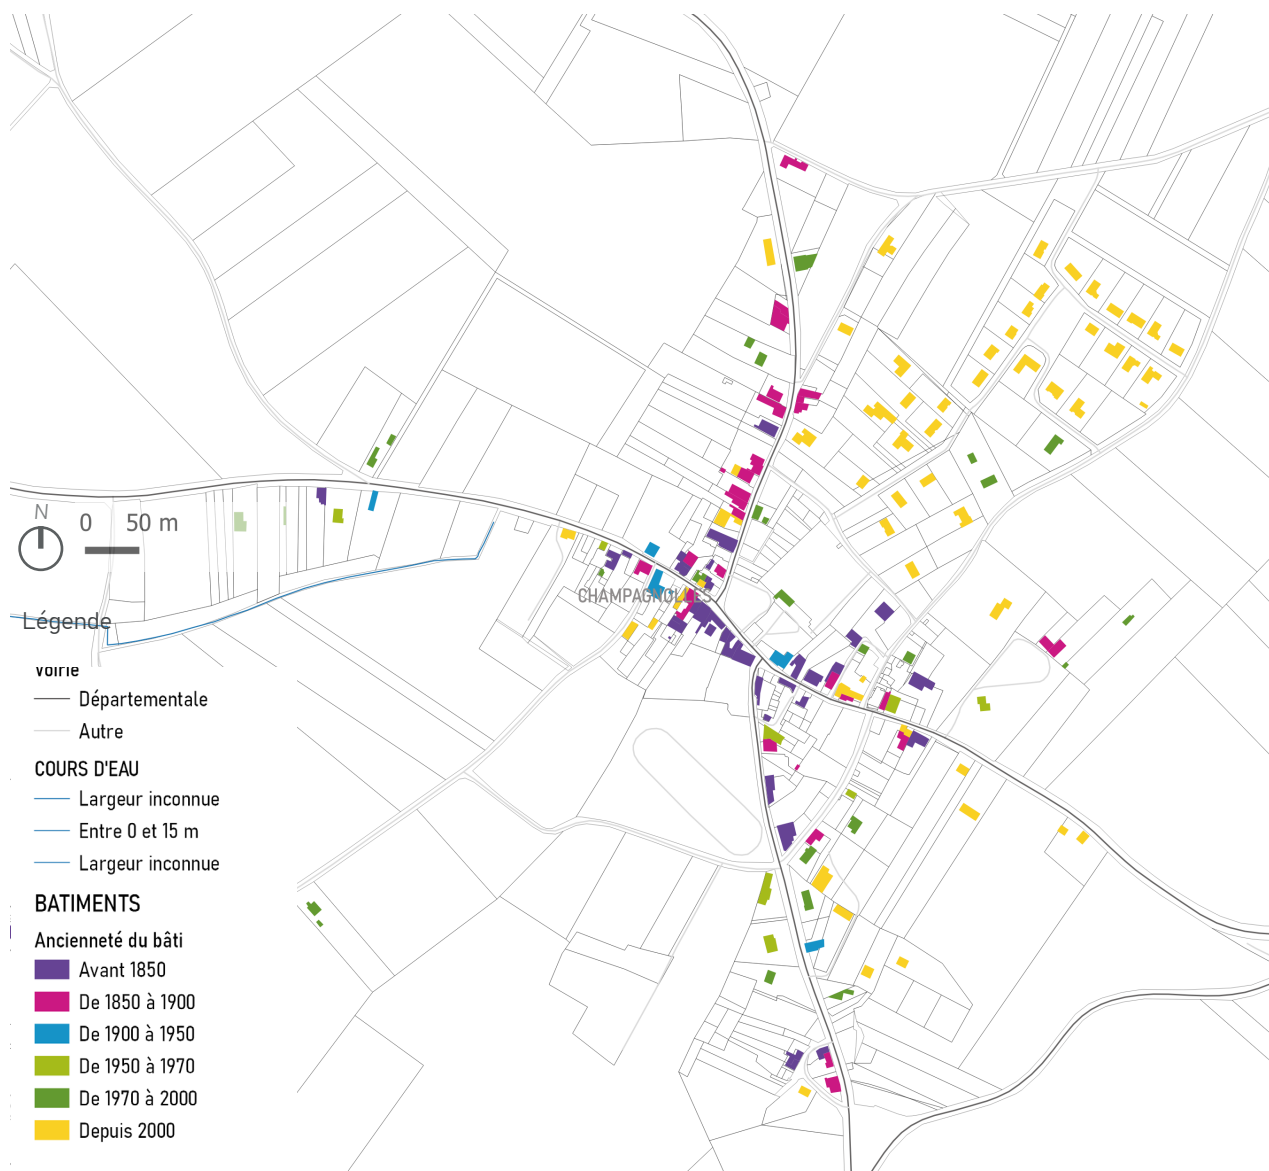 CHAMPAGNOLLES
N
0 50 m
Légende
Voirie
Départementale
Autre
COURS D'EAU
Largeur inconnue
Entre 0 et 15 m
Largeur inconnue
BATIMENTS
Ancienneté du bâti
Avant 1850
De 1850 à 1900
De 1900 à 1950
De 1950 à 1970
De 1970 à 2000
Depuis 2000